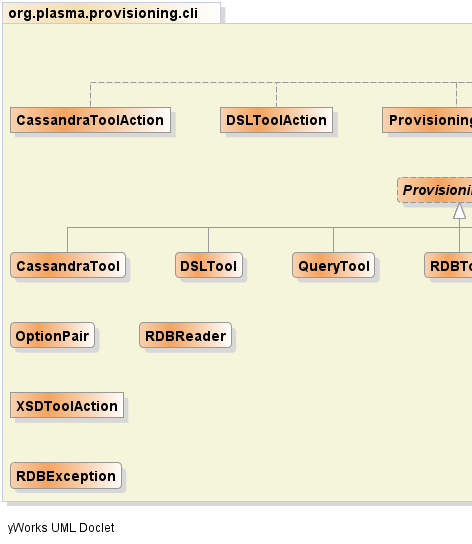 org.plasma.provisioning.cli
CassandraToolAction DSLToolAction Provisioning
Provisioni
CassandraTool DSLTool QueryTool RDBTo
OptionPair RDBReader
XSDToolAction
RDBException
yWorks UML Doclet